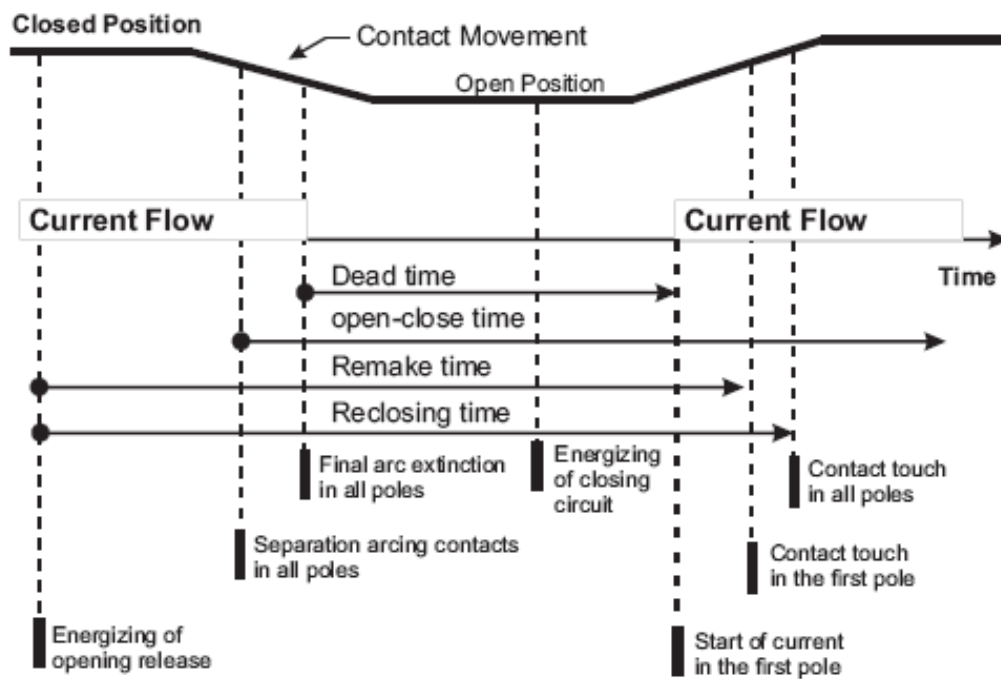 Closed Position
Contact Movement
Open Position
Current Flow
Current Flow
Time
Dead time
open-close time
Remake time
Reclosing time
Final arc extinction
in all poles
Energizing
of closing
circuit
Contact touch
in all poles
Separation arcing contacts
in all poles
Contact touch
in the first pole
Energizing of
opening release
Start of current
in the first pole